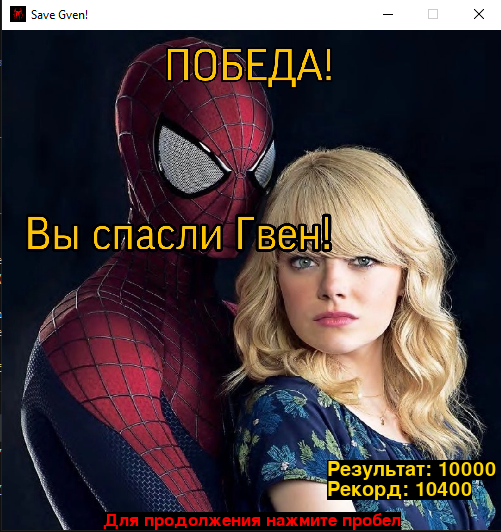 Save Gven!
ПОБЕДА!
Вы спасли Гвен!
Результат: 10000
Рекорд: 10400
Для продолжения нажмите пробел